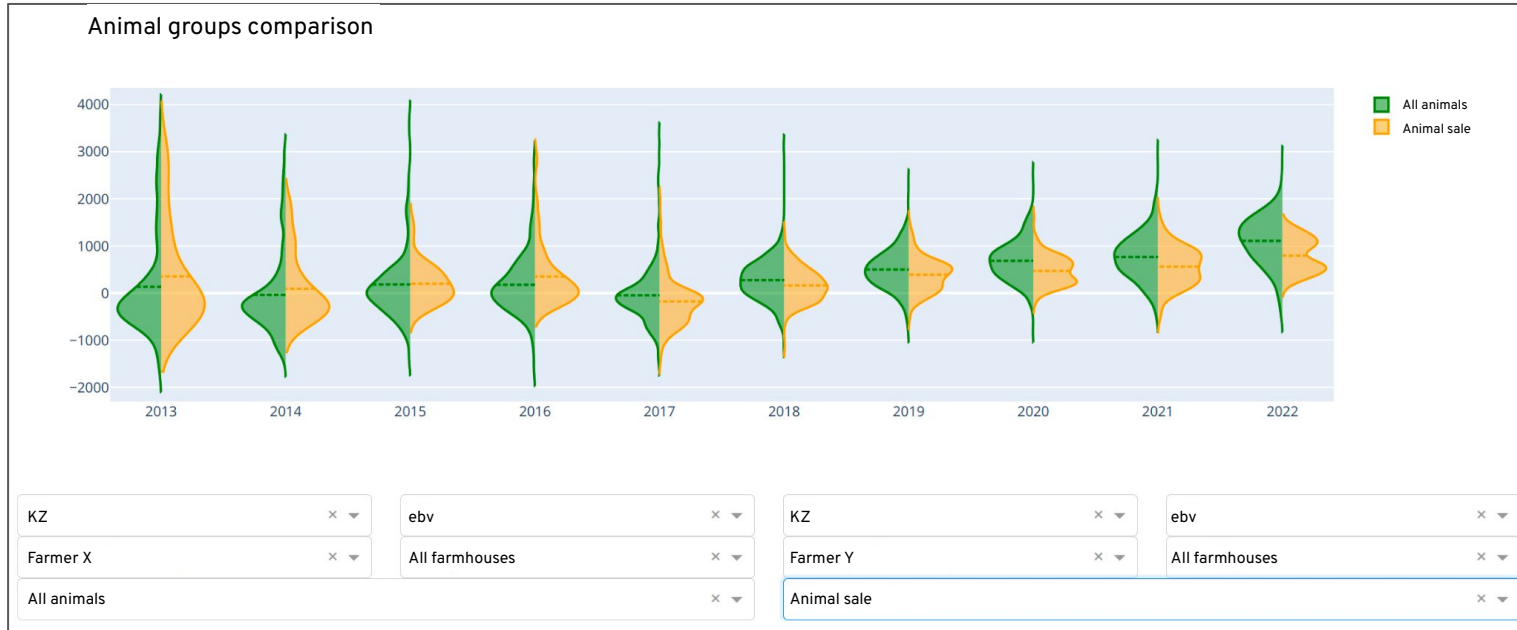 Animal groups comparison
4000
3000
2000
1000
0
−1000
−2000
2013 2014 2015 2016 2017 2018 2019 2020 2021 2022
All animals
Animal sale
KZ × ebv × KZ × ebv ×
Farmer X × All farmhouses × Farmer Y × All farmhouses ×
All animals × Animal sale ×